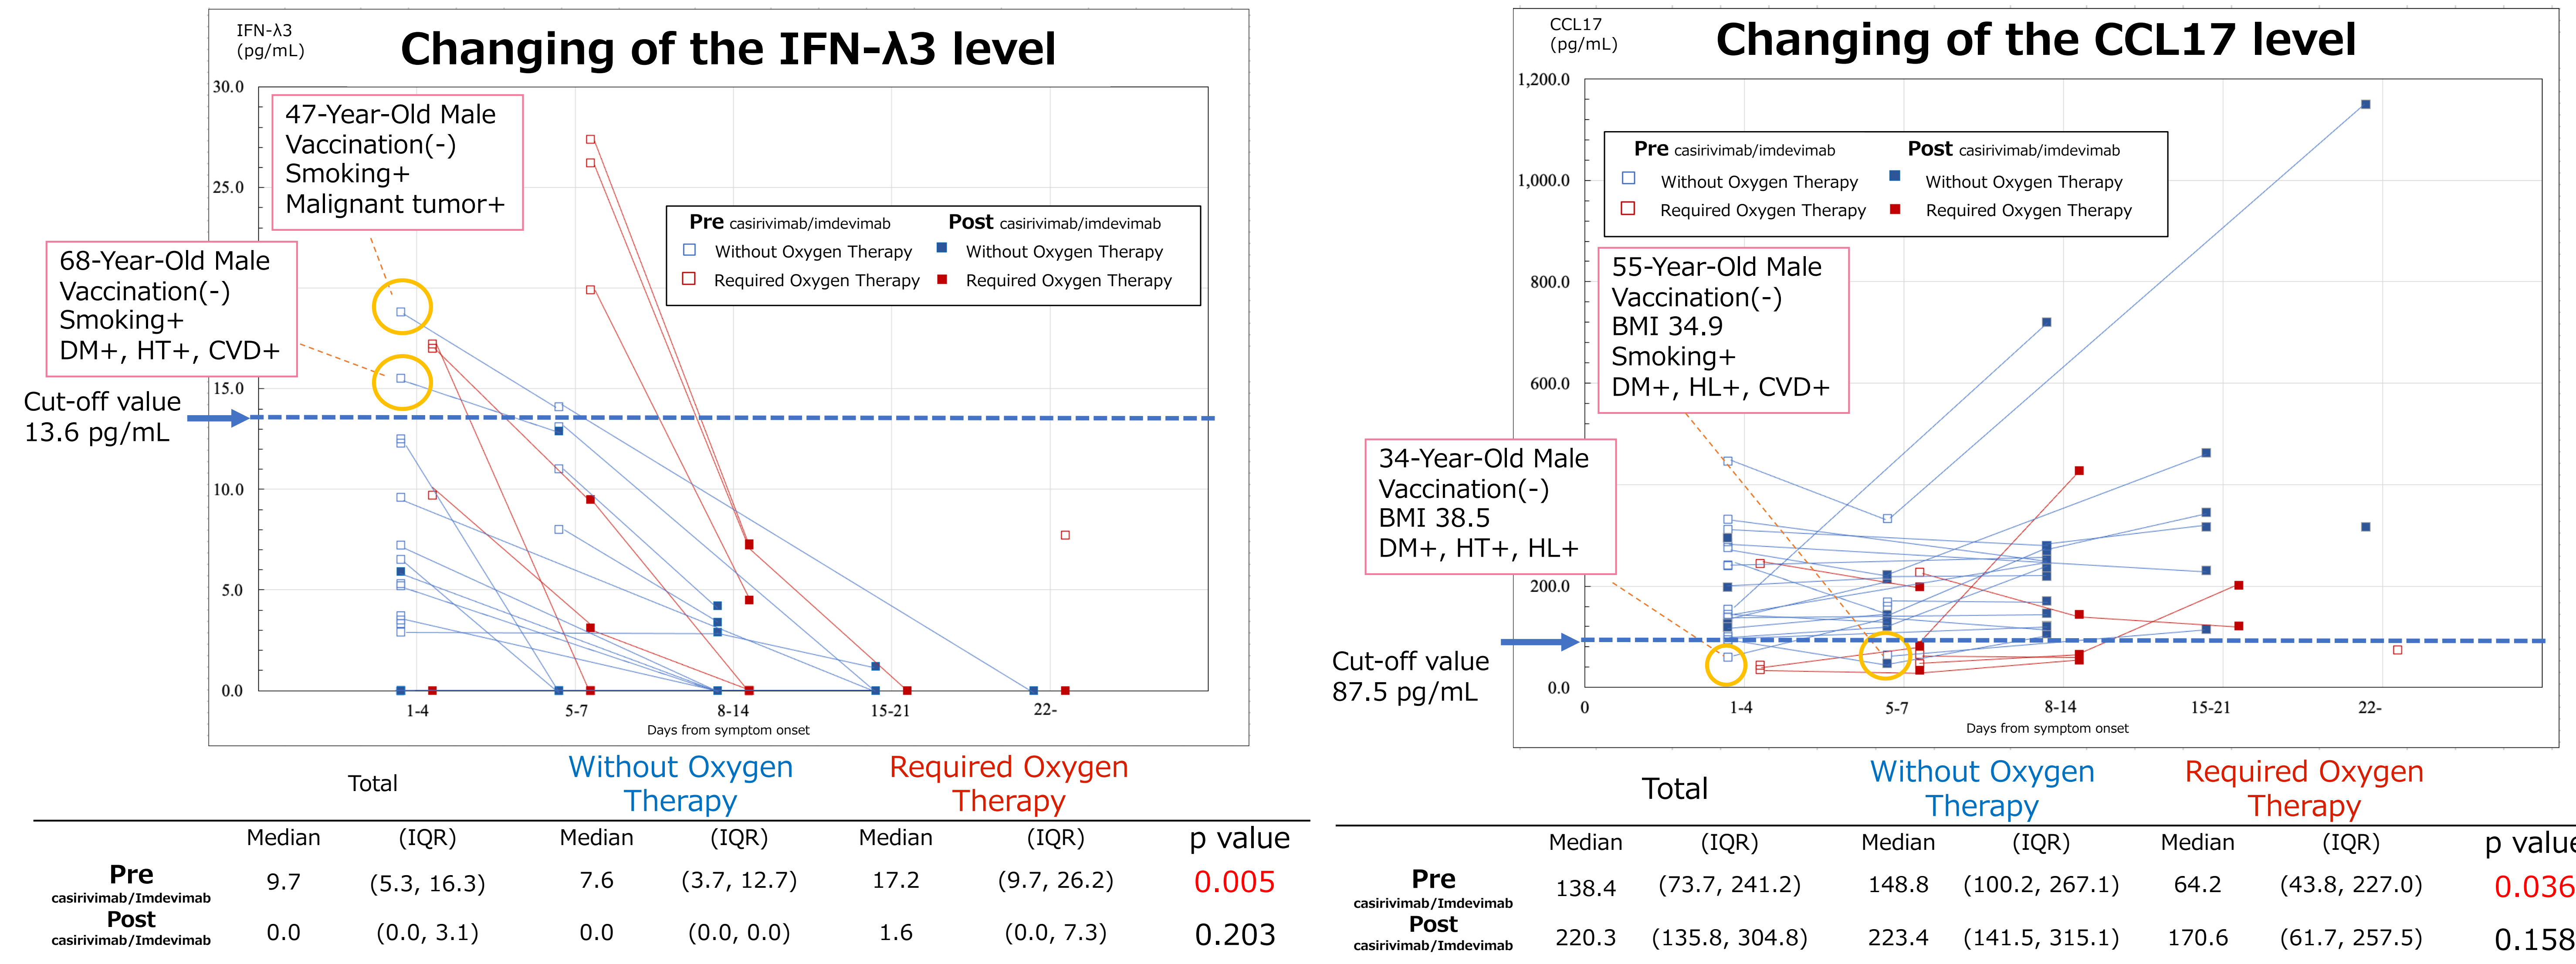 IFN-λ3
(pg/mL)
Changing of the IFN-λ3 level
30.0
25.0
15.0
10.0
5.0
0.0
47-Year-Old Male
Vaccination(-)
Smoking+
Malignant tumor+
68-Year-Old Male
Vaccination(-)
Smoking+
DM+, HT+, CVD+
Cut-off value
13.6 pg/mL
Pre casirivimab/imdevimab Post casirivimab/imdevimab
Without Oxygen Therapy Without Oxygen Therapy
Required Oxygen Therapy Required Oxygen Therapy
1-4 5-7 8-14 15-21 22-
Days from symptom onset
Total Without Oxygen Therapy Required Oxygen Therapy
Median (IQR) Median (IQR) Median (IQR) p value
Pre casirivimab/Imdevimab 9.7 (5.3, 16.3) 7.6 (3.7, 12.7) 17.2 (9.7, 26.2) 0.005
Post casirivimab/Imdevimab 0.0 (0.0, 3.1) 0.0 (0.0, 0.0) 1.6 (0.0, 7.3) 0.203
CCL17
(pg/mL)
Changing of the CCL17 level
1,200.0
1,000.0
800.0
600.0
200.0
0.0
Pre casirivimab/imdevimab Post casirivimab/imdevimab
Without Oxygen Therapy Without Oxygen Therapy
Required Oxygen Therapy Required Oxygen Therapy
55-Year-Old Male
Vaccination(-)
BMI 34.9
Smoking+
DM+, HL+, CVD+
34-Year-Old Male
Vaccination(-)
BMI 38.5
DM+, HT+, HL+
Cut-off value
87.5 pg/mL
0 1-4 5-7 8-14 15-21 22-
Days from symptom onset
Total Without Oxygen Therapy Required Oxygen Therapy
Median (IQR) Median (IQR) Median (IQR) p value
Pre casirivimab/Imdevimab 138.4 (73.7, 241.2) 148.8 (100.2, 267.1) 64.2 (43.8, 227.0) 0.036
Post casirivimab/Imdevimab 220.3 (135.8, 304.8) 223.4 (141.5, 315.1) 170.6 (61.7, 257.5) 0.158